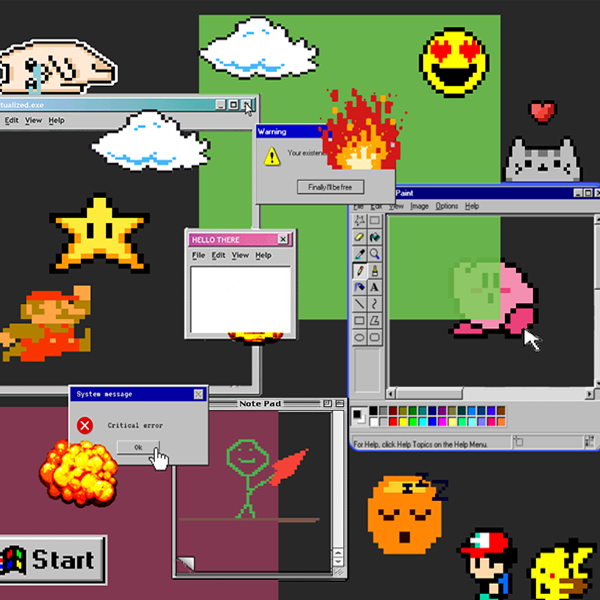 tualized.exe
Edit View Help
Warning
Your existenc
Finally I'll be free
Paint
File Edit View Image Options Help
HELLO THERE
File Edit View Help
System message
Critical error
Ok
Note Pad
A
For Help, click Help Topics on the Help Menu.
Start